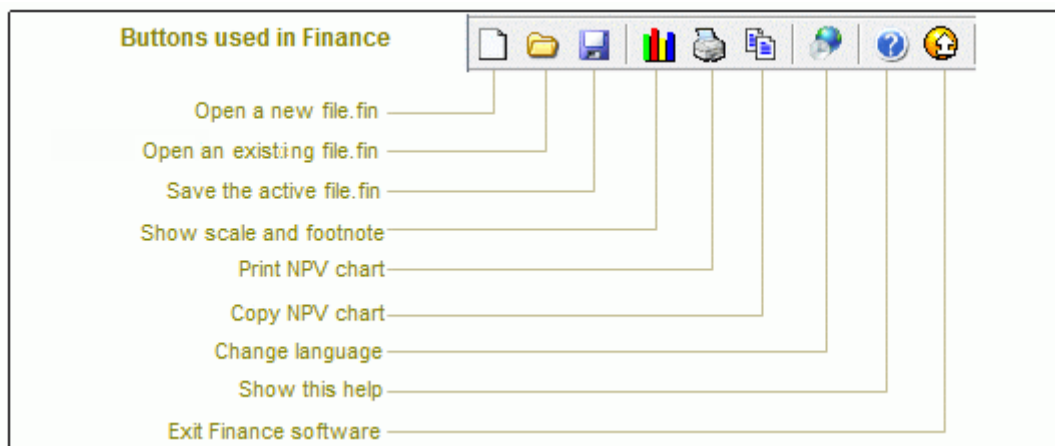 Buttons used in Finance
Open a new file.fin
Open an existing file.fin
Save the active file.fin
Show scale and footnote
Print NPV chart
Copy NPV chart
Change language
Show this help
Exit Finance software